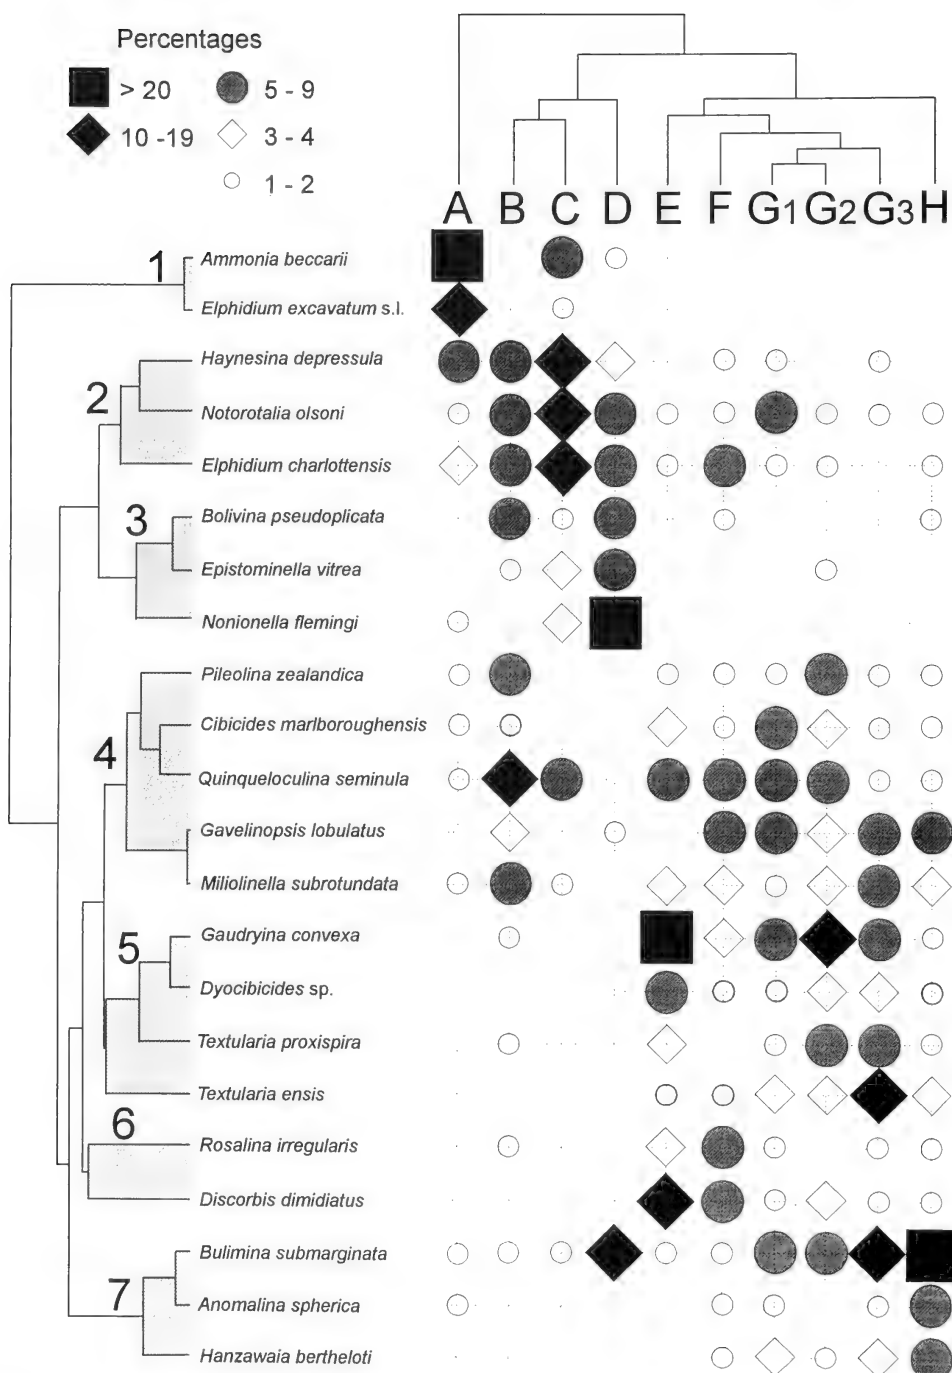 Percentages
> 20
5 - 9
10 -19
3 - 4
1 - 2
A B C D E F G1 G2 G3 H
1
Ammonia beccarii
Elphidium excavatum s.l.
Haynesina depressula
2
Notorotalia olsoni
Elphidium charlottensis
Bolivina pseudoplicata
3
Epistominella vitrea
Nonionella flemingi
Pileolina zealandica
Cibicides marlboroughensis
4
Quinqueloculina seminula
Gavelinopsis lobulatus
Miliolinella subrotundata
Gaudryina convexa
5
Dyocibicides sp.
Textularia proxispira
Textularia ensis
6
Rosalina irregularis
Discorbis dimidiatus
Bulimina submarginata
7
Anomalina spherica
Hanzawaia bertheloti